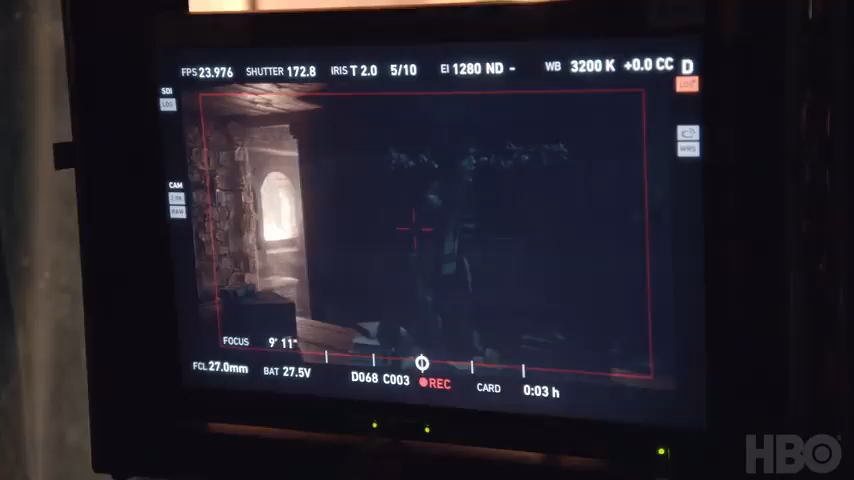 FPS 23.976 SHUTTER 172.8 IRIS T 2.0 5/10 EI 1280 ND - WB 3200 K +0.0 CC D
SDI
LOG
CAM
RAW
FOCUS 9' 11"
FCL 27.0mm BAT 27.5V D068 C003 REC CARD 0:03 h
HBO